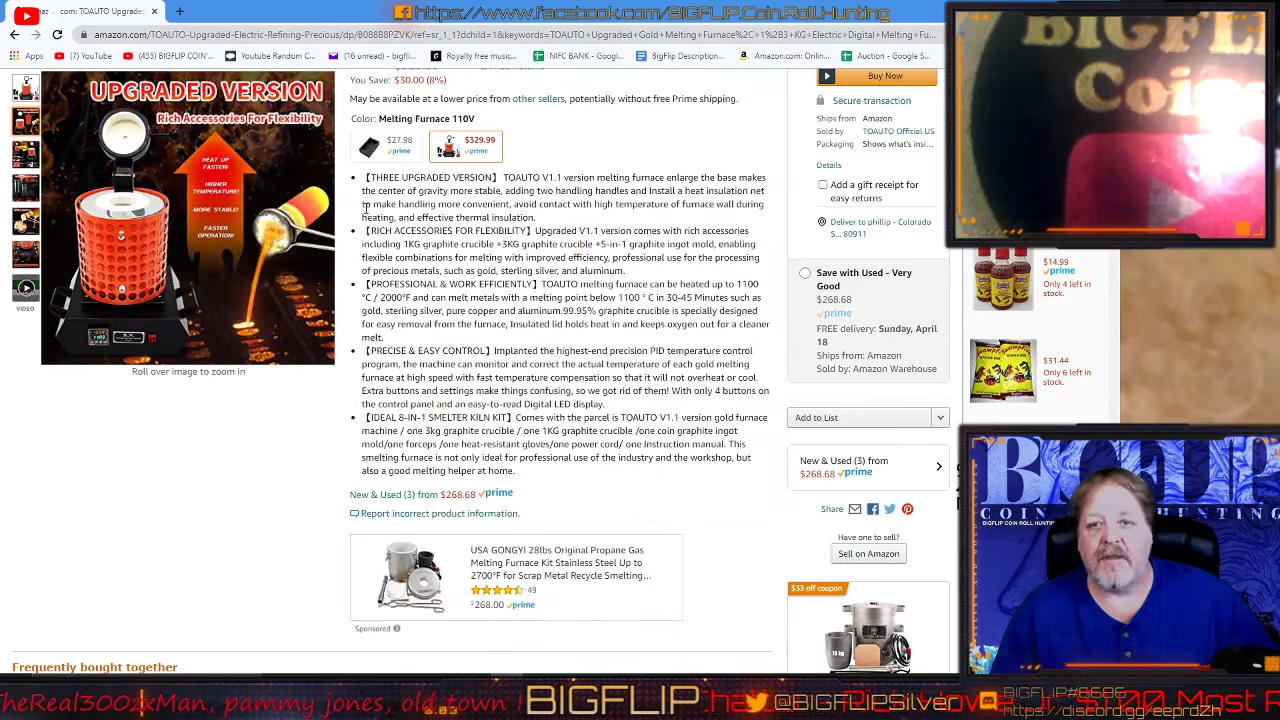 .com: TOAUTO Upgraded
https://www.facebook.com/BIGFLIP.Coin.Roll.Hunting
Apps
(7) YouTube
(455) BIGFLIP COIN'
(16 unread) - bigfl
Royalty free music
NIFC BANK - Googl
BigFlip Description
Amazon.com: Online
Auction - Google S
You Save: $30.00 (8%)
May be available at a lower price from other sellers, potentially without free Prime shipping.
Color: Melting Furnace 110V
$27.98
prime
$329.99
prime
【THREE UPGRADED VERSION】 TOAUTO V1.1 version melting furnace enlarge the base makes
the center of gravity more stable, adding two handling handles and Install a heat insulation net
to make handling more convenient, avoid contact with high temperature of furnace wall during
heating, and effective thermal insulation.
【RICH ACCESSORIES FOR FLEXIBILITY】Upgraded V1.1 version comes with rich accessories
including 1KG graphite crucible +3KG graphite crucible +5-in-1 graphite ingot mold, enabling
flexible combinations for melting with improved efficiency, professional use for the processing
of precious metals, such as gold, sterling silver, and aluminum.
【PROFESSIONAL & WORK EFFICIENTLY】TOAUTO melting furnace can be heated up to 1100
°C / 2000°F and can melt metals with a melting point below 1100 ° C in 30-45 Minutes such as
gold, sterling silver, pure copper and aluminum.99.95% graphite crucible is specially designed
for easy removal from the furnace, Insulated lid holds heat in and keeps oxygen out for a cleaner
melt.
【PRECISE & EASY CONTROL】Implanted the highest-end precision PID temperature control
program, the machine can monitor and correct the actual temperature of each gold melting
furnace at high speed with fast temperature compensation so that it will not overheat or cool.
Extra buttons and settings make things confusing, so we got rid of them! With only 4 buttons on
the control panel and an easy-to-read Digital LED display.
【IDEAL 8-IN-1 SMELTER KILN KIT】Comes with the parcel is TOAUTO V1.1 version gold furnace
machine / one 3kg graphite crucible / one 1KG graphite crucible /one coin graphite ingot
mold/one forceps /one heat-resistant gloves/one power cord/ one Instruction manual. This
smelting furnace is not only ideal for professional use of the industry and the workshop, but
also a good melting helper at home.
New & Used (3) from $268.68 prime
Report incorrect product information.
UPGRADED VERSION
Rich Accessories For Flexibility
HEAT UP
FASTER!
HIGHER
TEMPERATURE!
MORE STABLE!
FASTER
OPERATION!
VIDEO
Roll over image to zoom in
USA GONGYI 28lbs Original Propane Gas
Melting Furnace Kit Stainless Steel Up to
2700°F for Scrap Metal Recycle Smelting...
49
$268.00 prime
Sponsored
Frequently bought together
Buy Now
Secure transaction
Ships from Amazon
Sold by TOAUTO Official US
Packaging Shows what's insi...
Details
Add a gift receipt for
easy returns
Deliver to phillip - Colorado
S... 80911
Save with Used - Very
Good
$268.68
prime
FREE delivery: Sunday, April
18
Ships from: Amazon
Sold by: Amazon Warehouse
Add to List
New & Used (3) from
$268.68 prime
Share
Have one to sell?
Sell on Amazon
$33 off coupon
10 kg
$14.99
prime
Only 4 left in
stock.
$31.44
Only 6 left in
stock.
BIGFLIP
Coin
BIGFLIP
COIN HUNTING
BIGFLIP COIN ROLL HUNTIN
BIGFLIP
@BIGFLIPSilver
BIGFLIP#6686
https://discord.gg/eeprdZh